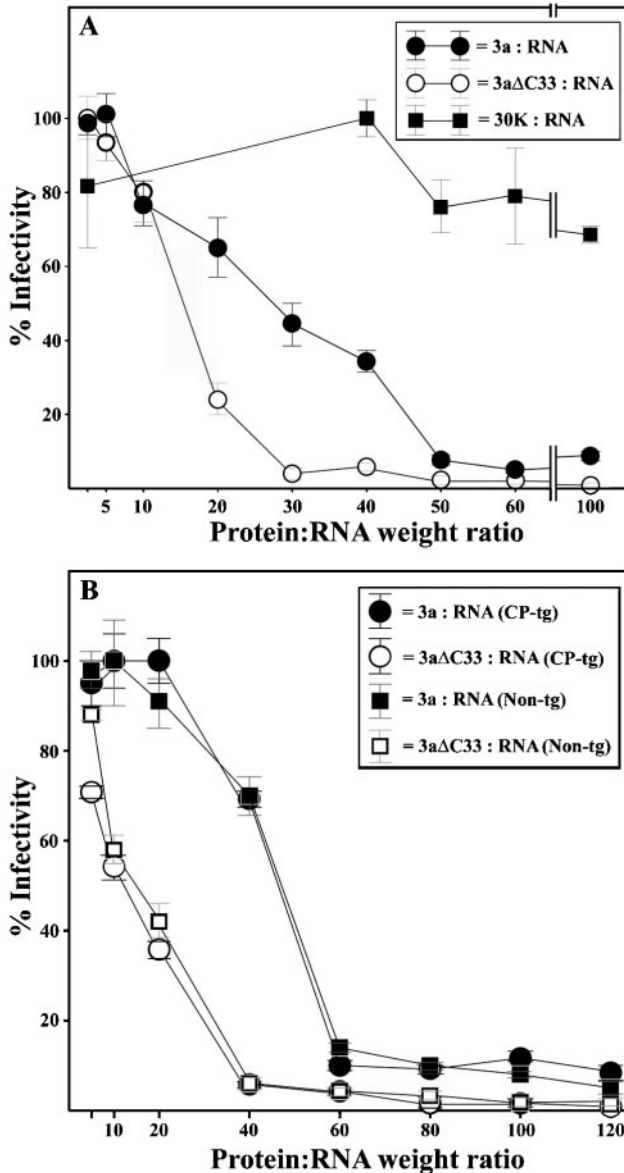 A
= 3a : RNA
= 3aΔC33 : RNA
= 30K : RNA
100
80
60
40
20
% Infectivity
5 10 20 30 40 50 60 100
Protein:RNA weight ratio
B
= 3a : RNA (CP-tg)
= 3aΔC33 : RNA (CP-tg)
= 3a : RNA (Non-tg)
= 3aΔC33 : RNA (Non-tg)
100
80
60
40
20
% Infectivity
10 20 40 60 80 100 120
Protein:RNA weight ratio